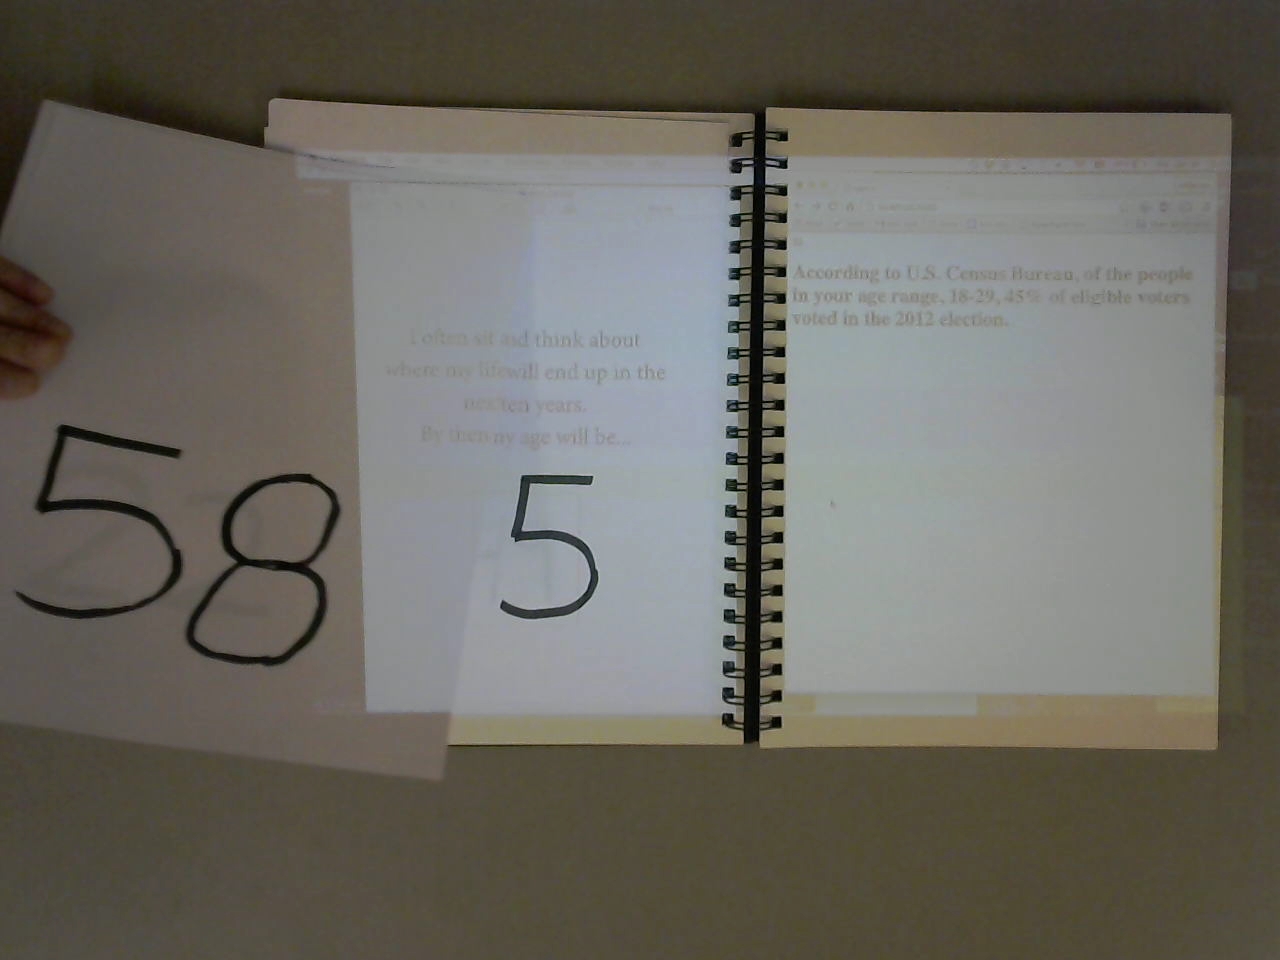 58
I often sit and think about
where my lifewill end up in the
next ten years.
By then my age will be...
5
According to U.S. Census Bureau, of the people
in your age range, 18-29, 45% of eligible voters
voted in the 2012 election.